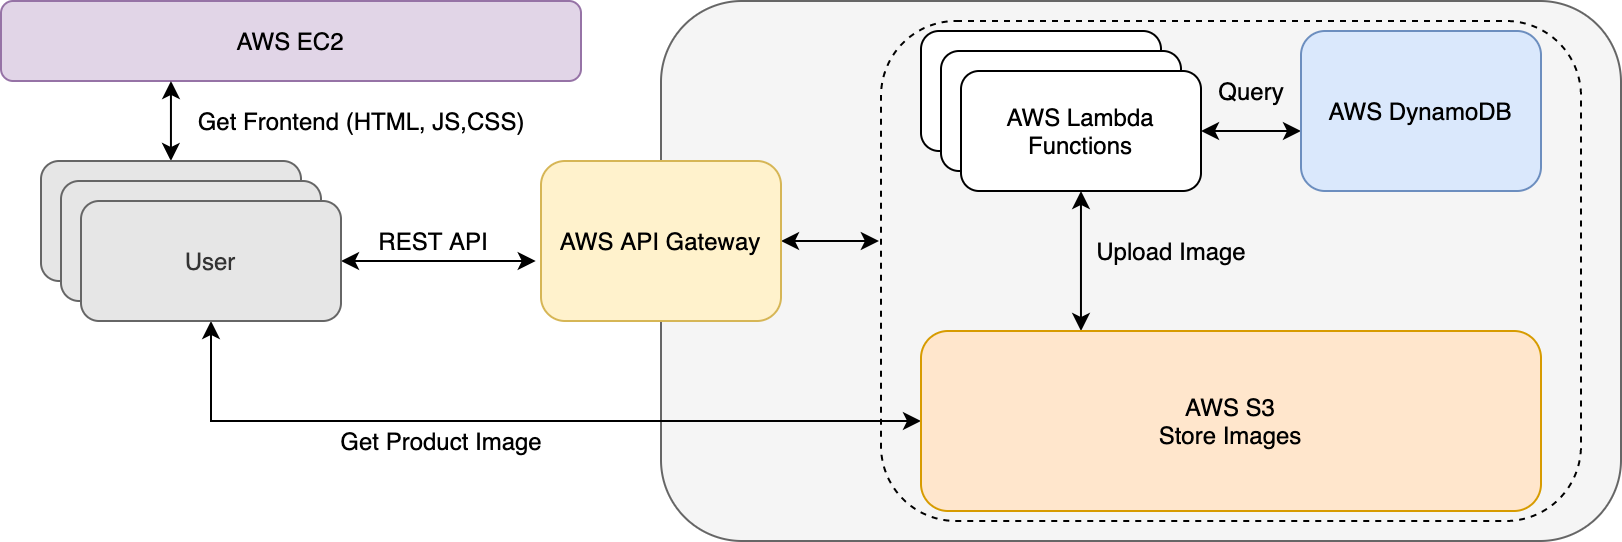 AWS EC2
Get Frontend (HTML, JS,CSS)
User
REST API
AWS API Gateway
AWS Lambda
Functions
Query
AWS DynamoDB
Upload Image
Get Product Image
AWS S3
Store Images